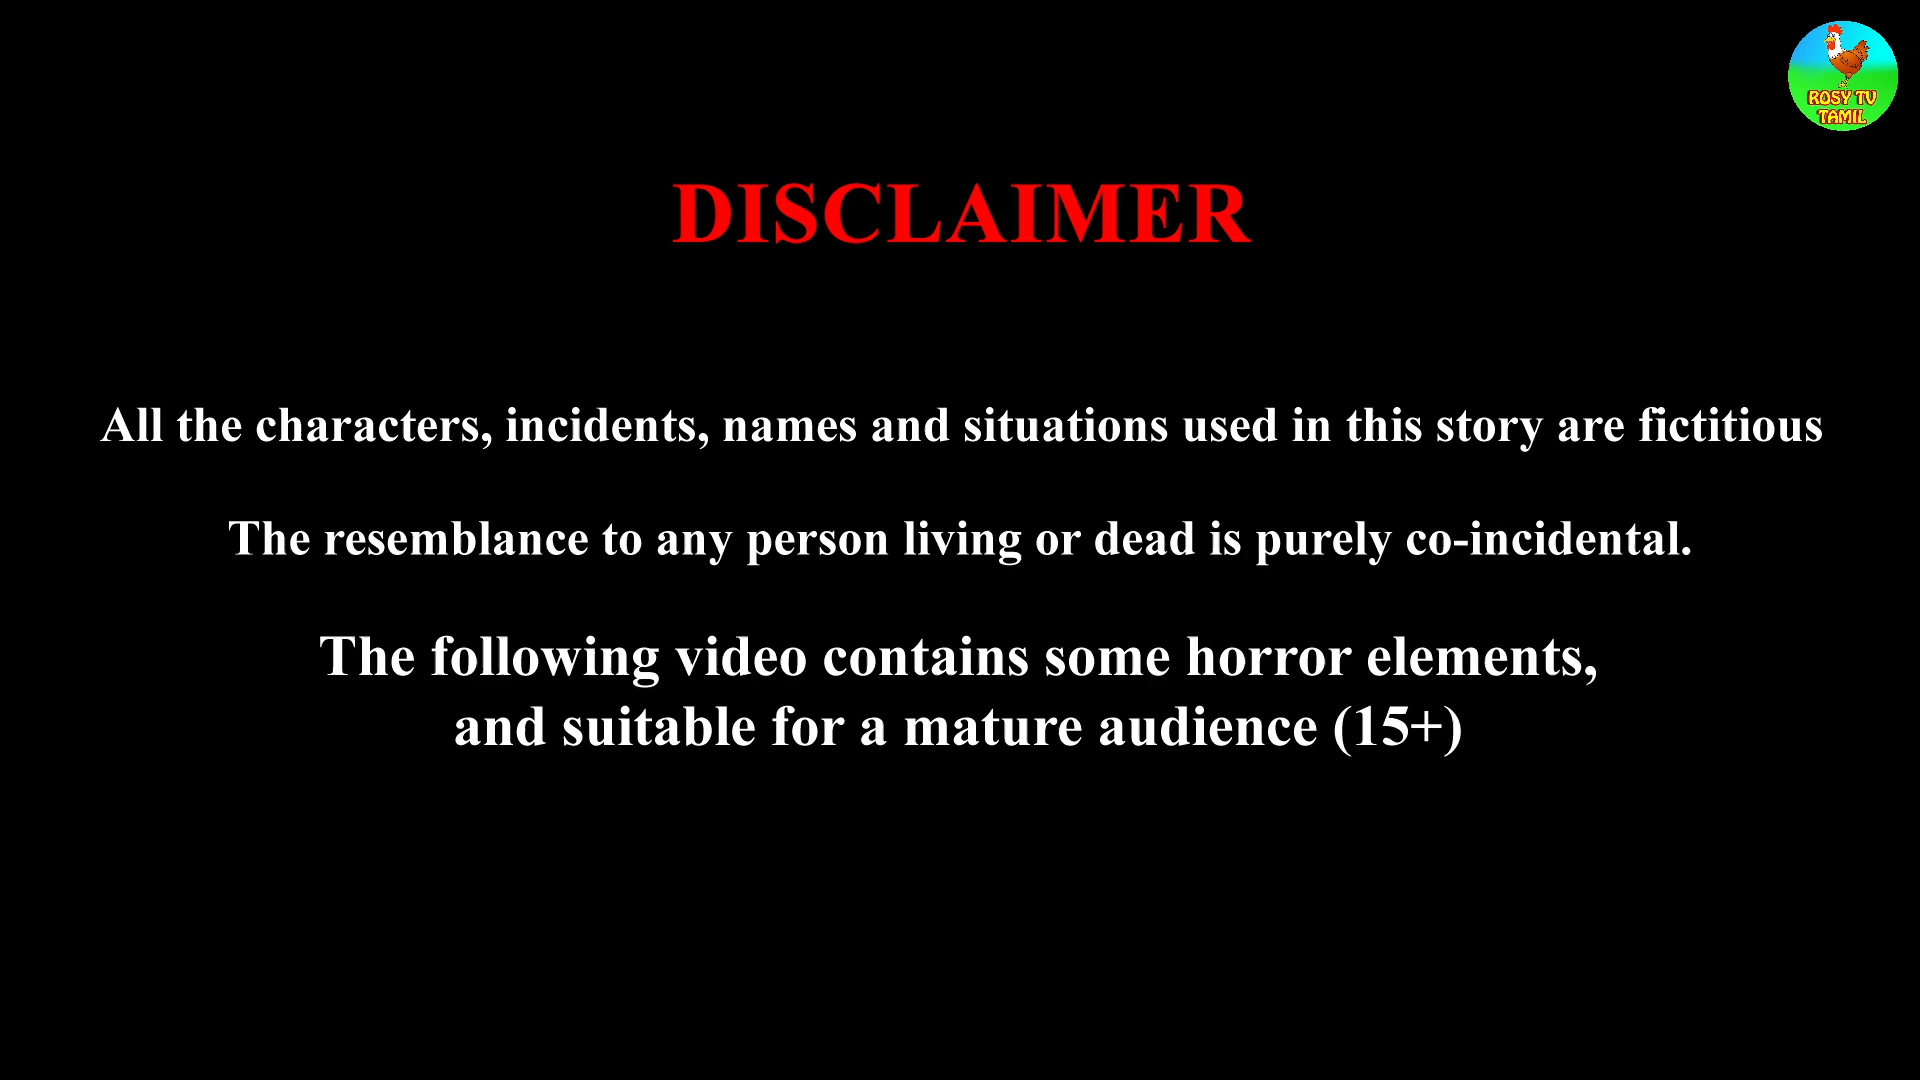 ROSY TV
TAMIL
DISCLAIMER
All the characters, incidents, names and situations used in this story are fictitious
The resemblance to any person living or dead is purely co-incidental.
The following video contains some horror elements,
and suitable for a mature audience (15+)